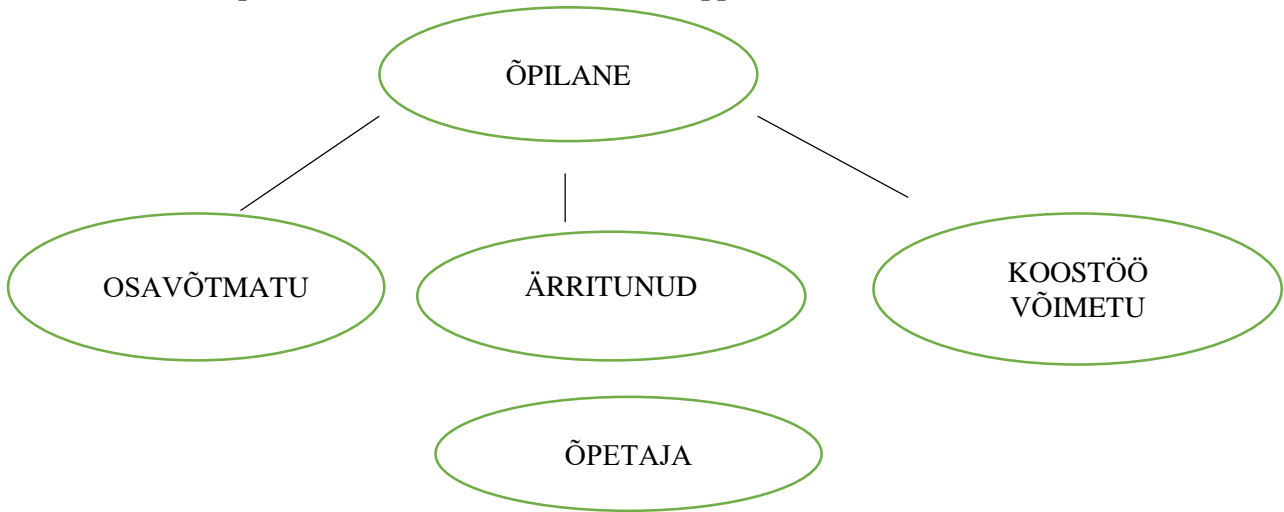 ÕPILANE
OSAVÕTMATU
ÄRRITUNUD
KOOSTÖÖ
VÕIMETU
ÕPETAJA